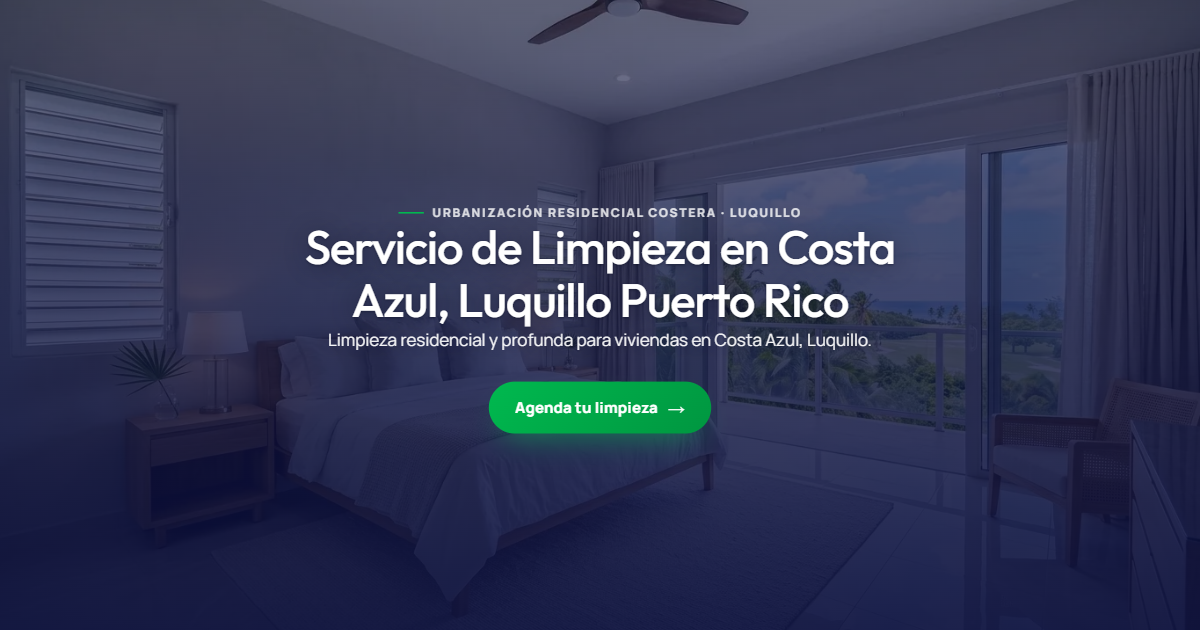 URBANIZACIÓN RESIDENCIAL COSTERA · LUQUILLO
Servicio de Limpieza en Costa
Azul, Luquillo Puerto Rico
Limpieza residencial y profunda para viviendas en Costa Azul, Luquillo.
Agenda tu limpieza →